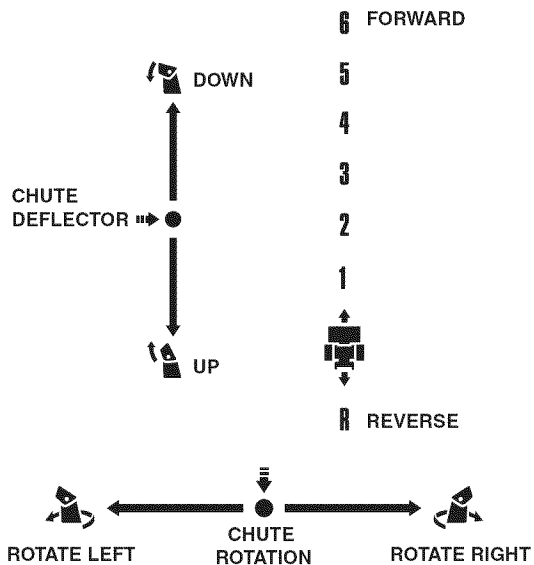 6 FORWARD
5
DOWN
4
3
CHUTE
DEFLECTOR
2
1
UP
R REVERSE
ROTATE LEFT
CHUTE
ROTATION
ROTATE RIGHT